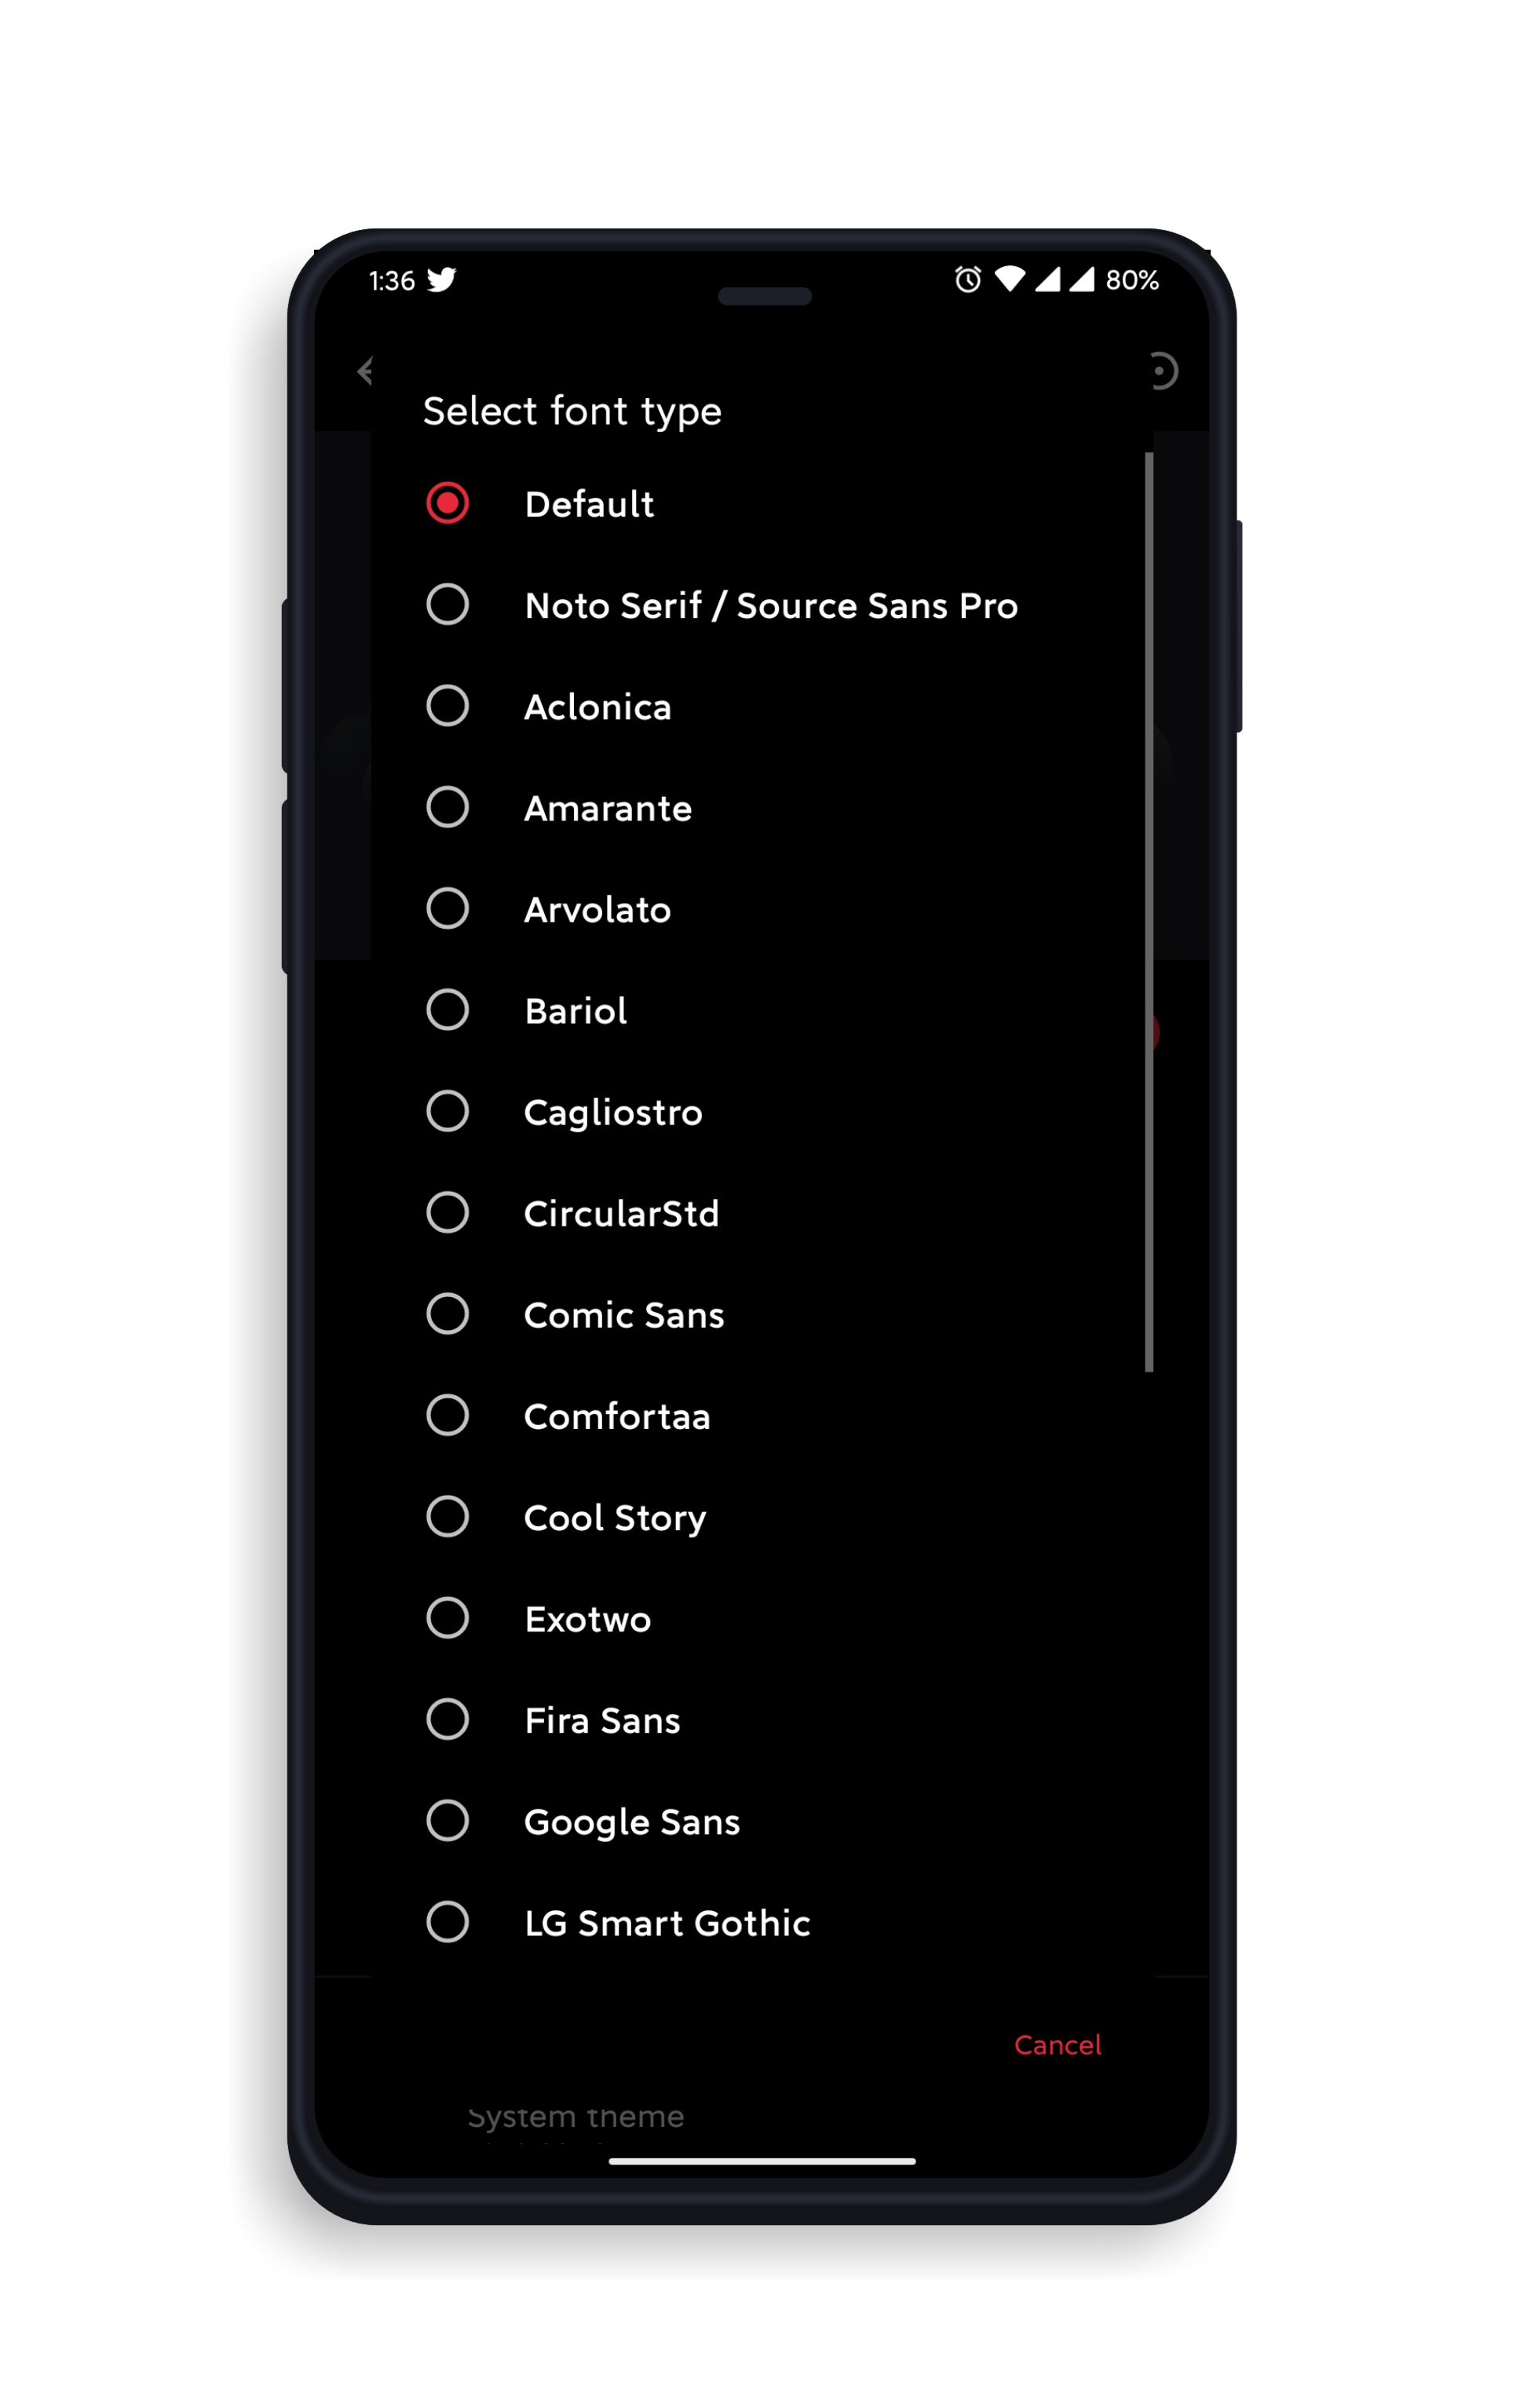 1:36 80%
Select font type
Default
Noto Serif / Source Sans Pro
Aclonica
Amarante
Arvolato
Bariol
Cagliostro
CircularStd
Comic Sans
Comfortaa
Cool Story
Exotwo
Fira Sans
Google Sans
LG Smart Gothic
Cancel
System theme